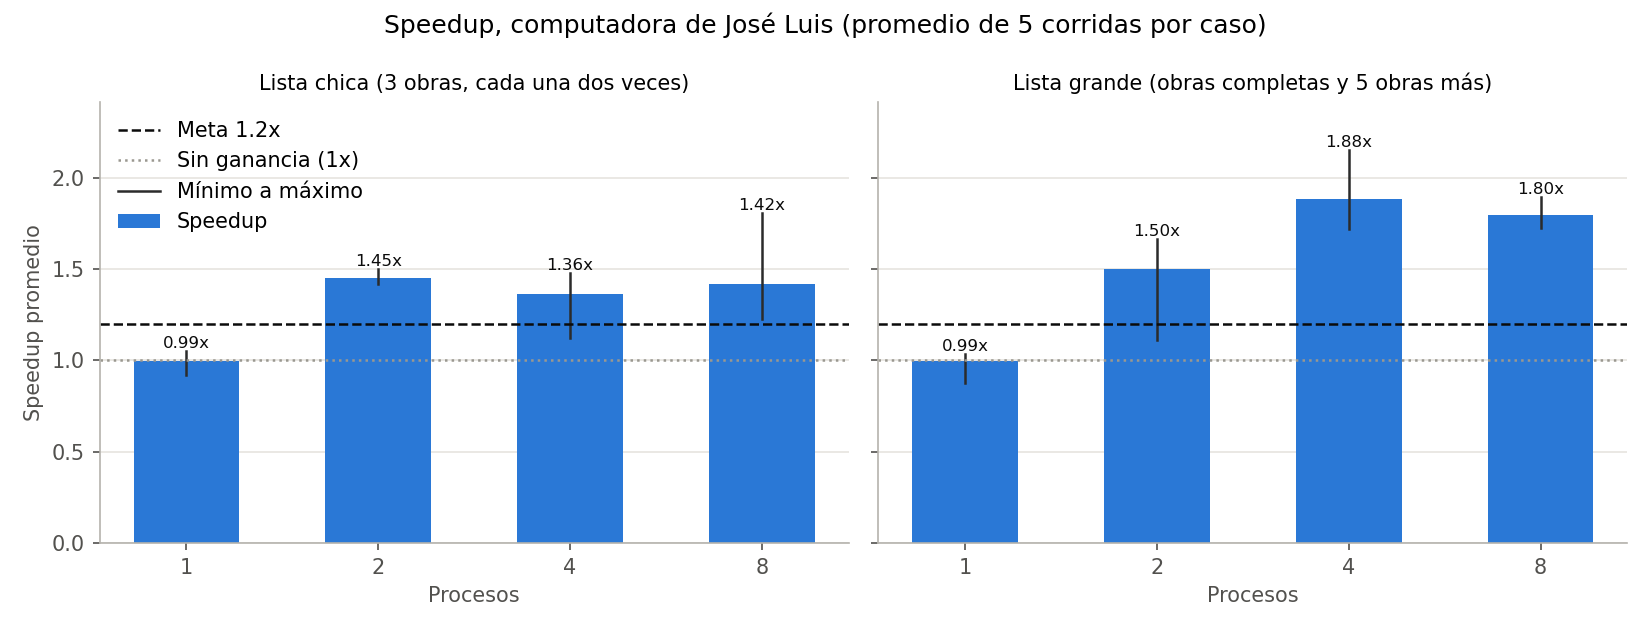 Speedup, computadora de José Luis (promedio de 5 corridas por caso)
Lista chica (3 obras, cada una dos veces)
Meta 1.2x
Sin ganancia (1x)
Mínimo a máximo
Speedup
Speedup promedio
2.0
1.5
1.0
0.5
0.0
0.99x
1.45x
1.36x
1.42x
1
2
4
8
Procesos
Lista grande (obras completas y 5 obras más)
0.99x
1.50x
1.88x
1.80x
1
2
4
8
Procesos